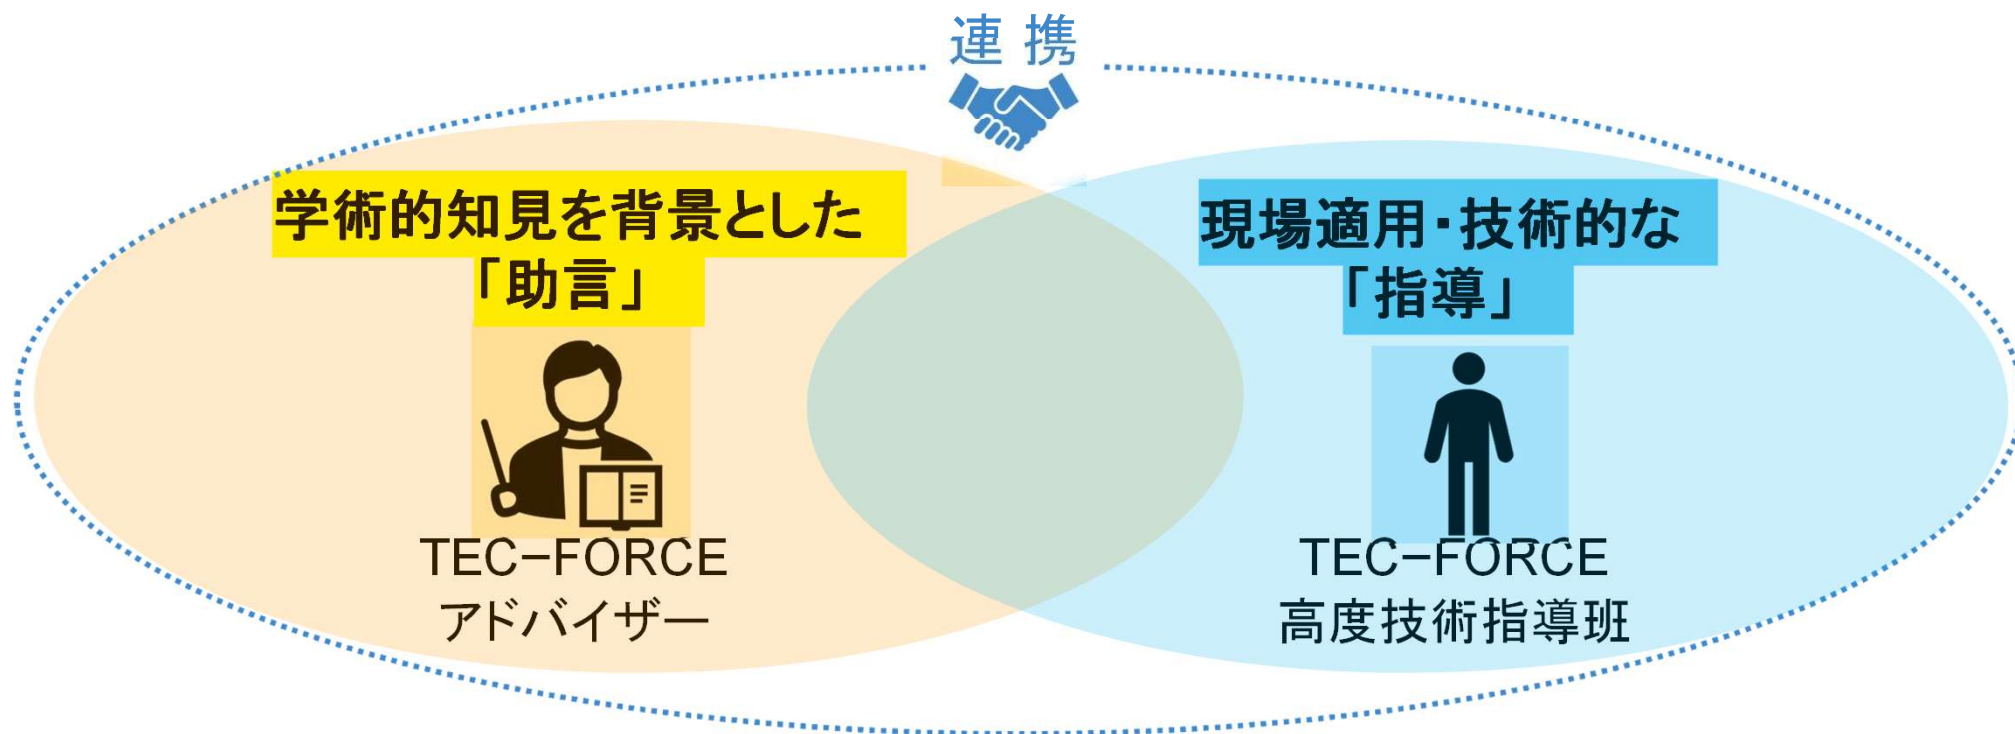 連携
学術的知見を背景とした
「助言」
TEC−FORCE
アドバイザー
現場適用・技術的な
「指導」
TEC−FORCE
高度技術指導班